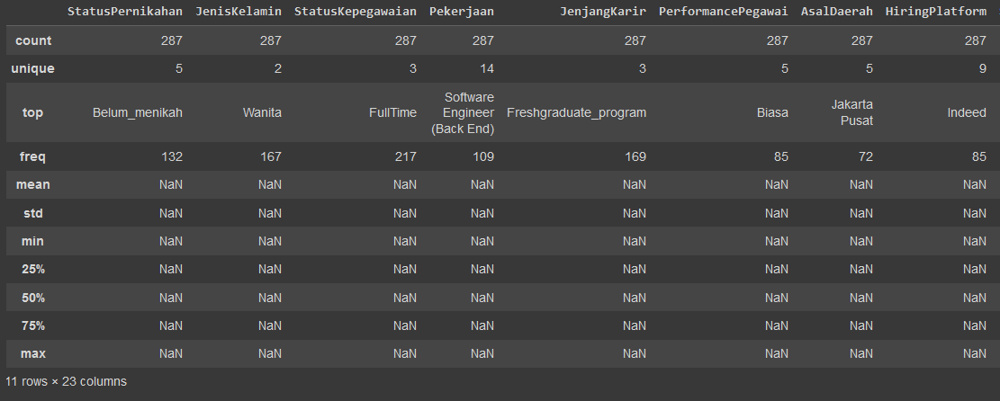 StatusPernikahan JenisKelamin StatusKepegawaian Pekerjaan JenjangKarir PerformancePegawai AsalDaerah HiringPlatform
count 287 287 287 287 287 287 287 287
unique 5 2 3 14 3 5 5 9
top Belum_menikah Wanita FullTime Software Engineer (Back End) Freshgraduate_program Biasa Jakarta Pusat Indeed
freq 132 167 217 109 169 85 72 85
mean NaN NaN NaN NaN NaN NaN NaN NaN
std NaN NaN NaN NaN NaN NaN NaN NaN
min NaN NaN NaN NaN NaN NaN NaN NaN
25% NaN NaN NaN NaN NaN NaN NaN NaN
50% NaN NaN NaN NaN NaN NaN NaN NaN
75% NaN NaN NaN NaN NaN NaN NaN NaN
max NaN NaN NaN NaN NaN NaN NaN NaN
11 rows × 23 columns